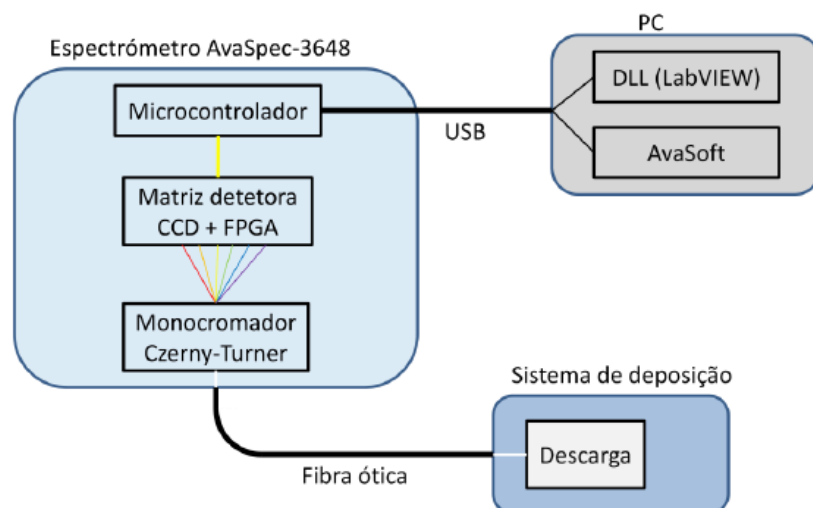 Espectrómetro AvaSpec-3648
PC
Microcontrolador
DLL (LabVIEW)
USB
AvaSoft
Matriz detetora
CCD + FPGA
Monocromador
Czerny-Turner
Sistema de deposição
Descarga
Fibra ótica